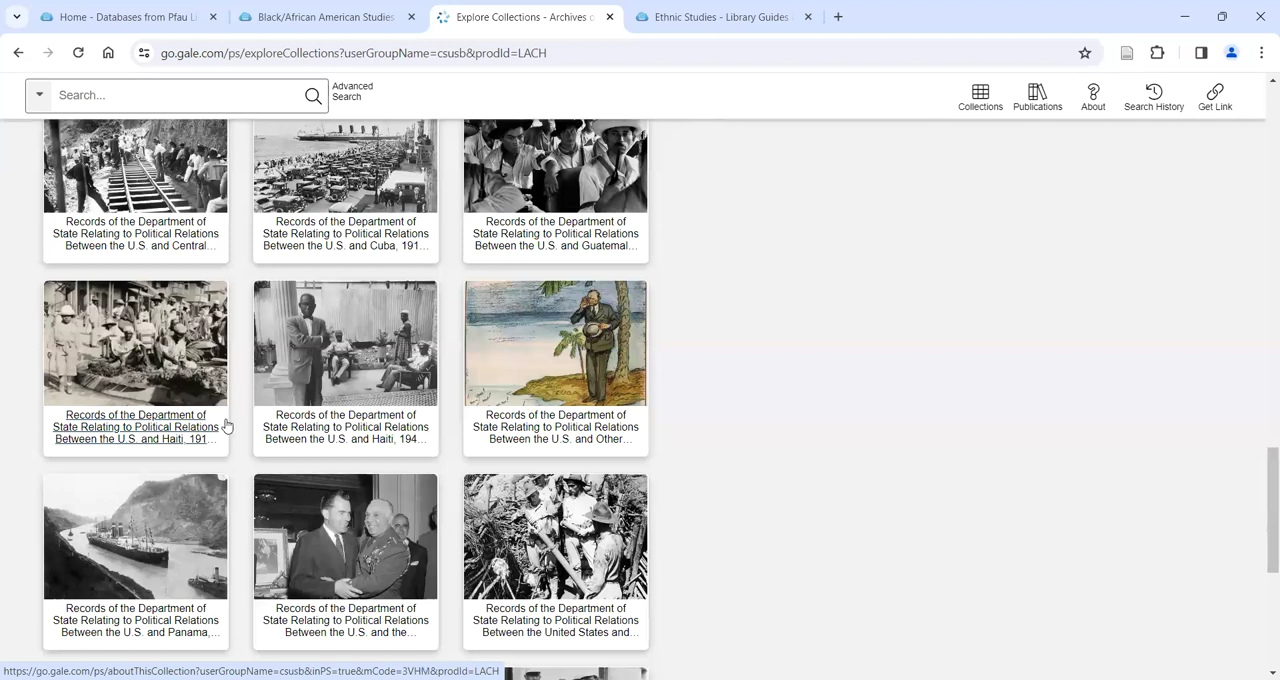 Home - Databases from Pfau Li
Black/African American Studies
Explore Collections - Archives o
Ethnic Studies - Library Guides
go.gale.com/ps/exploreCollections?userGroupName=csusb&prodId=LACH
Search...
Advanced
Search
Collections
Publications
About
Search History
Get Link
Records of the Department of
State Relating to Political Relations
Between the U.S. and Central...
Records of the Department of
State Relating to Political Relations
Between the U.S. and Cuba, 191...
Records of the Department of
State Relating to Political Relations
Between the U.S. and Guatemal...
Records of the Department of
State Relating to Political Relations
Between the U.S. and Haiti, 191...
Records of the Department of
State Relating to Political Relations
Between the U.S. and Haiti, 194...
Records of the Department of
State Relating to Political Relations
Between the U.S. and Other...
Records of the Department of
State Relating to Political Relations
Between the U.S. and Panama,...
Records of the Department of
State Relating to Political Relations
Between the U.S. and the...
Records of the Department of
State Relating to Political Relations
Between the United States and...
https://go.gale.com/ps/aboutThisCollection?userGroupName=csusb&inPS=true&mCode=3VHM&prodId=LACH